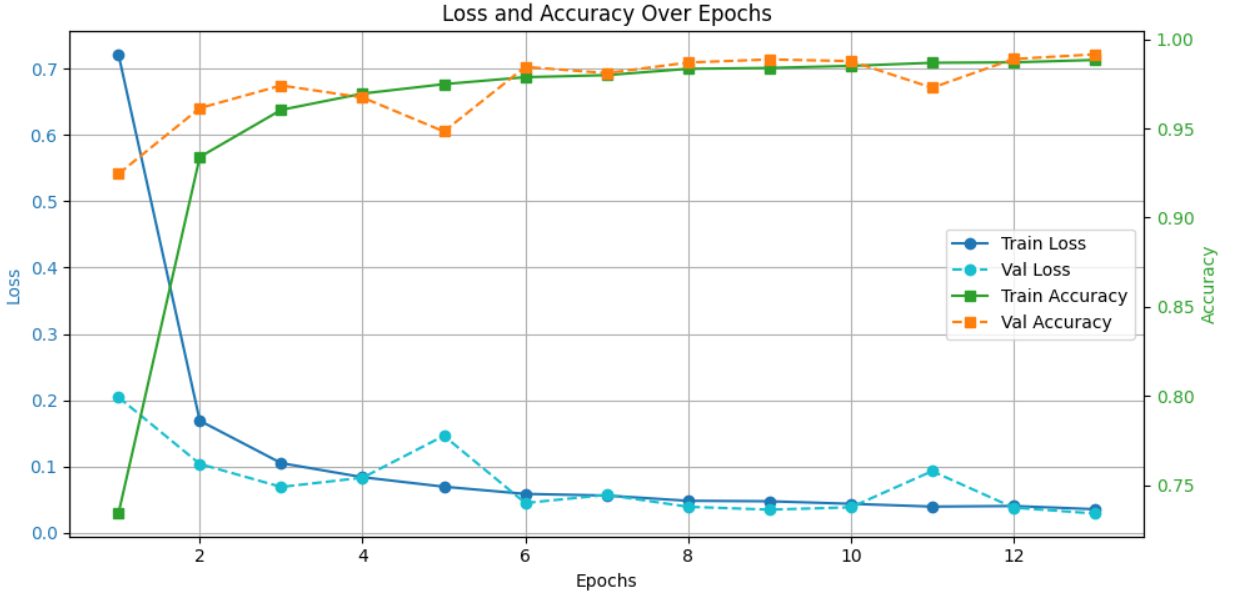 Loss and Accuracy Over Epochs
0.7
0.6
0.5
0.4
0.3
0.2
0.1
0.0
Loss
1.00
0.95
0.90
0.85
0.80
0.75
Accuracy
Train Loss
Val Loss
Train Accuracy
Val Accuracy
2 4 6 8 10 12
Epochs